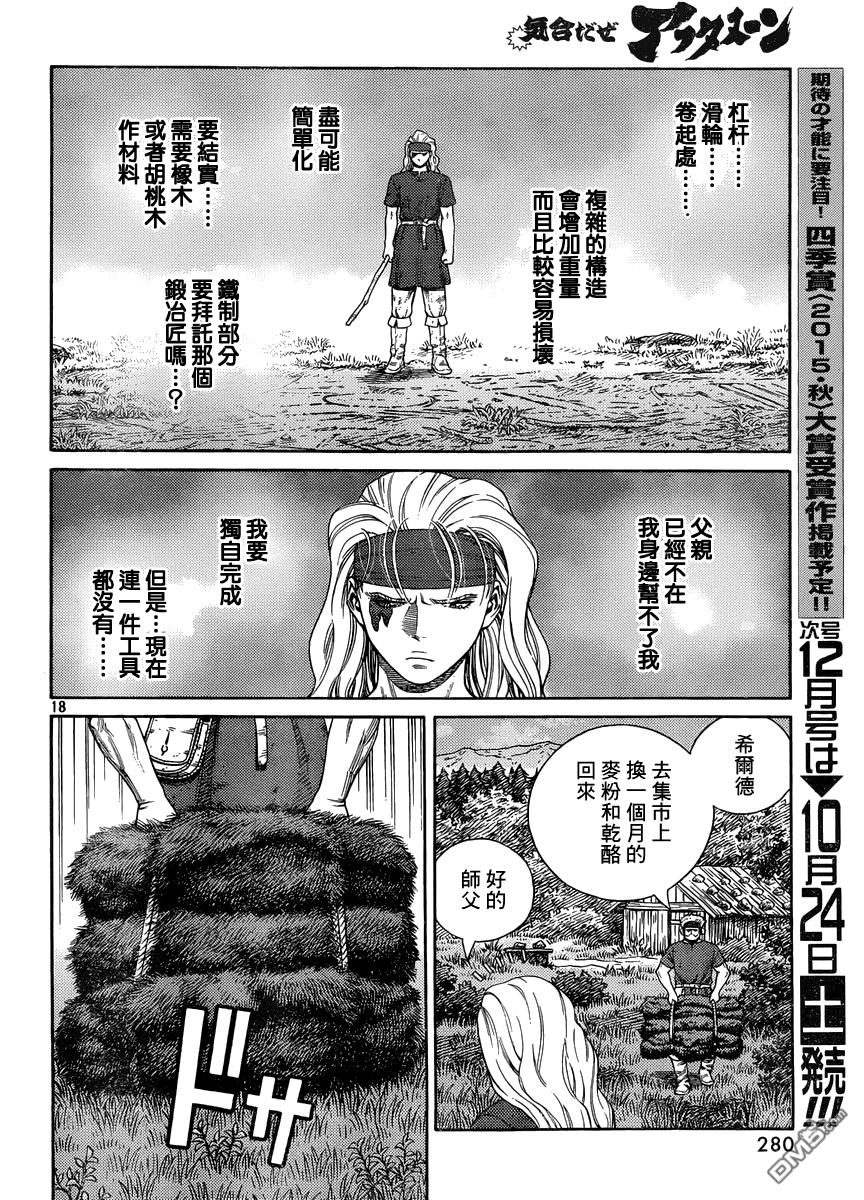 気合だぜ アフタヌーン
期待の才能に要注目！ 四季賞〈2015・秋〉大賞受賞作掲載予定!!
次号12月号は▶10月24日土発売!!!
杠杆……
滑輪……
卷起處……
複雜的構造
會增加重量
而且比較容易損壞
盡可能
簡單化
要結實……
需要橡木
或者胡桃木
作材料
鐵制部分
要拜託那個
鍛冶匠嗎…？
父親
已經不在
我身邊幫不了我
我要
獨自完成
但是…現在
連一件工具
都沒有……
18
希爾德
去集市上
換一個月的
麥粉和乾酪
回來
好的
師父
ドサ
280
DM5.com